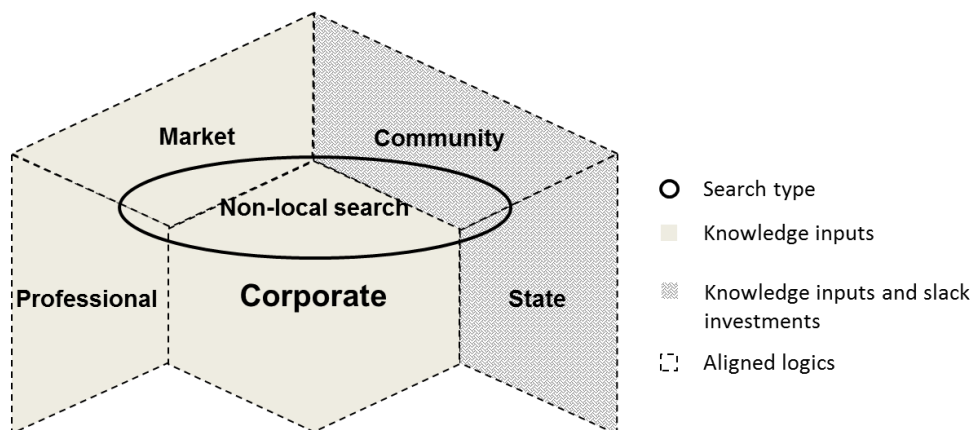 Market
Community
Non-local search
Professional
Corporate
State
Search type
Knowledge inputs
Knowledge inputs and slack
investments
Aligned logics